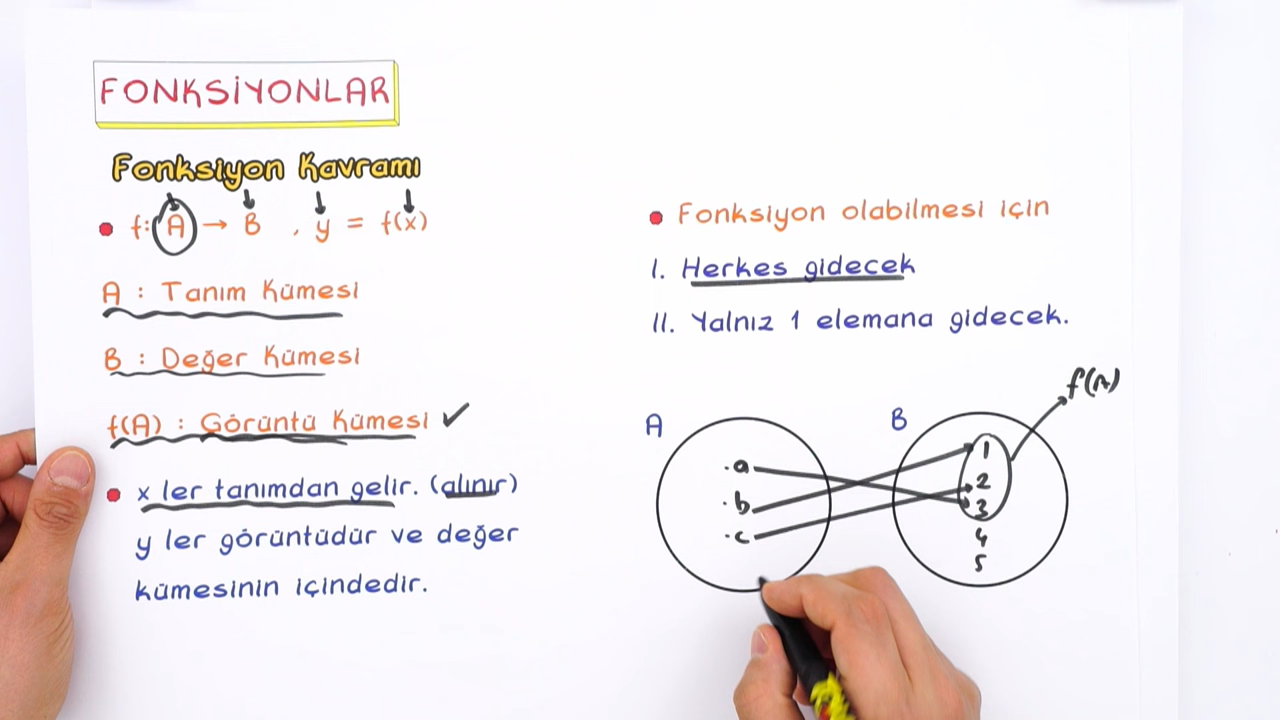 FONKSİYONLAR
Fonksiyon Kavramı
f: A → B , y = f(x)
A : Tanım Kümesi
B : Değer Kümesi
f(A) : Görüntü Kümesi ✓
x ler tanımdan gelir. (alınır)
y ler görüntüdür ve değer
kümesinin içindedir.
Fonksiyon olabilmesi için
I. Herkes gidecek
II. Yalnız 1 elemana gidecek.
f(A)
A
.a
.b
.c
B
1
2
3
4
5